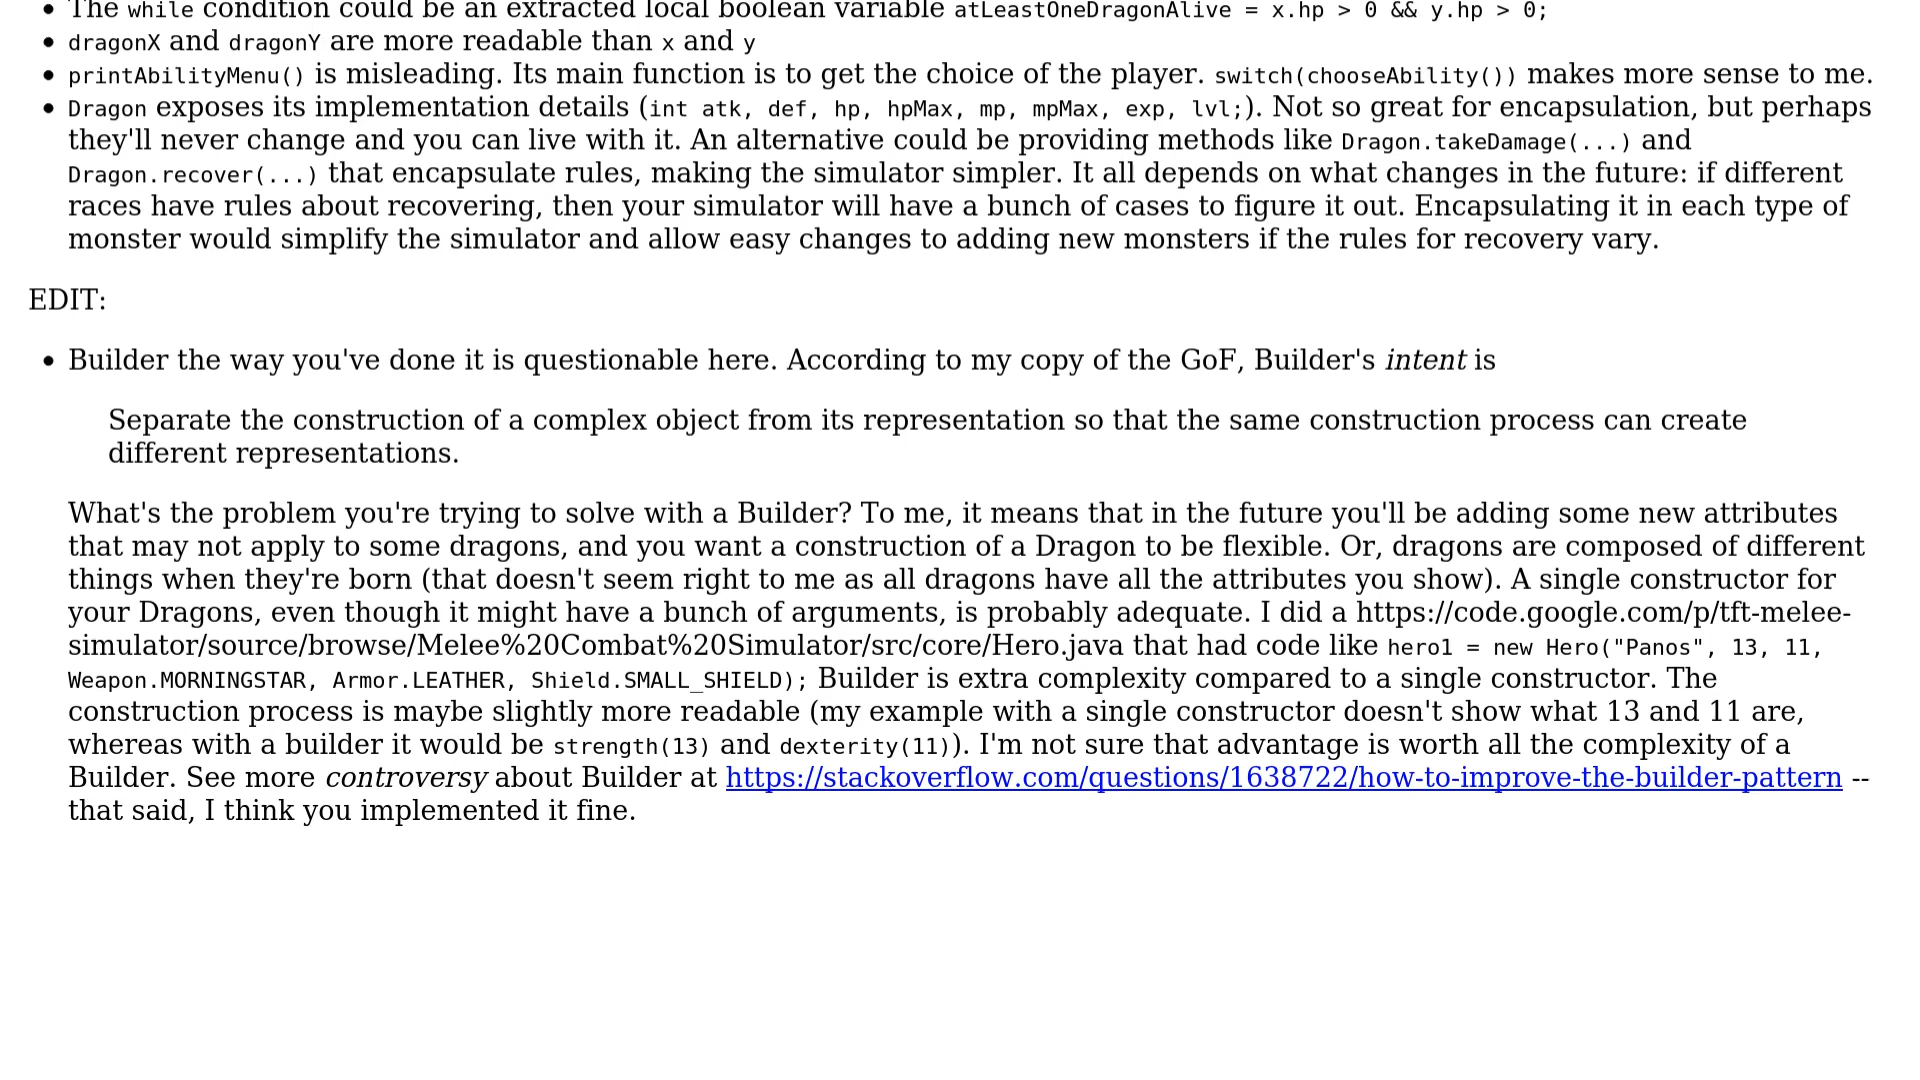 • The while condition could be an extracted local boolean variable atLeastOneDragonAlive = x.hp > 0 && y.hp > 0;
• dragonX and dragonY are more readable than x and y
• printAbilityMenu() is misleading. Its main function is to get the choice of the player. switch(chooseAbility()) makes more sense to me.
• Dragon exposes its implementation details (int atk, def, hp, hpMax, mp, mpMax, exp, lvl;). Not so great for encapsulation, but perhaps
they'll never change and you can live with it. An alternative could be providing methods like Dragon.takeDamage(...) and
Dragon.recover(...) that encapsulate rules, making the simulator simpler. It all depends on what changes in the future: if different
races have rules about recovering, then your simulator will have a bunch of cases to figure it out. Encapsulating it in each type of
monster would simplify the simulator and allow easy changes to adding new monsters if the rules for recovery vary.
EDIT:
• Builder the way you've done it is questionable here. According to my copy of the GoF, Builder's intent is
Separate the construction of a complex object from its representation so that the same construction process can create
different representations.
What's the problem you're trying to solve with a Builder? To me, it means that in the future you'll be adding some new attributes
that may not apply to some dragons, and you want a construction of a Dragon to be flexible. Or, dragons are composed of different
things when they're born (that doesn't seem right to me as all dragons have all the attributes you show). A single constructor for
your Dragons, even though it might have a bunch of arguments, is probably adequate. I did a https://code.google.com/p/tft-melee-
simulator/source/browse/Melee%20Combat%20Simulator/src/core/Hero.java that had code like hero1 = new Hero("Panos", 13, 11,
Weapon.MORNINGSTAR, Armor.LEATHER, Shield.SMALL_SHIELD); Builder is extra complexity compared to a single constructor. The
construction process is maybe slightly more readable (my example with a single constructor doesn't show what 13 and 11 are,
whereas with a builder it would be strength(13) and dexterity(11)). I'm not sure that advantage is worth all the complexity of a
Builder. See more controversy about Builder at https://stackoverflow.com/questions/1638722/how-to-improve-the-builder-pattern --
that said, I think you implemented it fine.